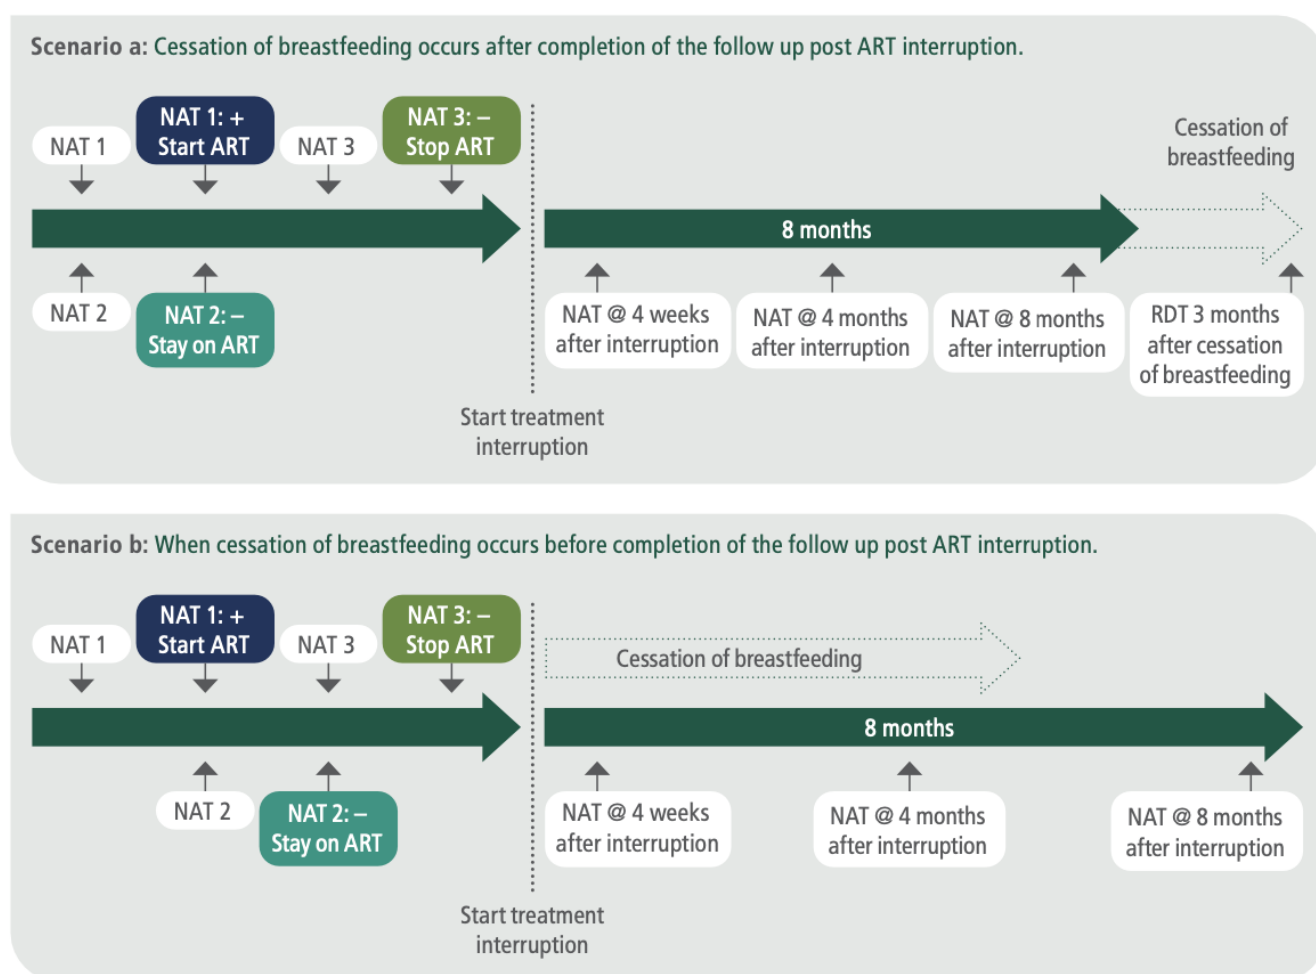 Scenario a: Cessation of breastfeeding occurs after completion of the follow up post ART interruption.
NAT 1
NAT 1: +
Start ART
NAT 3
NAT 3: –
Stop ART
Cessation of
breastfeeding
8 months
NAT 2
NAT 2: –
Stay on ART
NAT @ 4 weeks
after interruption
NAT @ 4 months
after interruption
NAT @ 8 months
after interruption
RDT 3 months
after cessation
of breastfeeding
Start treatment
interruption
Scenario b: When cessation of breastfeeding occurs before completion of the follow up post ART interruption.
NAT 1
NAT 1: +
Start ART
NAT 3
NAT 3: –
Stop ART
Cessation of breastfeeding
8 months
NAT 2
NAT 2: –
Stay on ART
NAT @ 4 weeks
after interruption
NAT @ 4 months
after interruption
NAT @ 8 months
after interruption
Start treatment
interruption